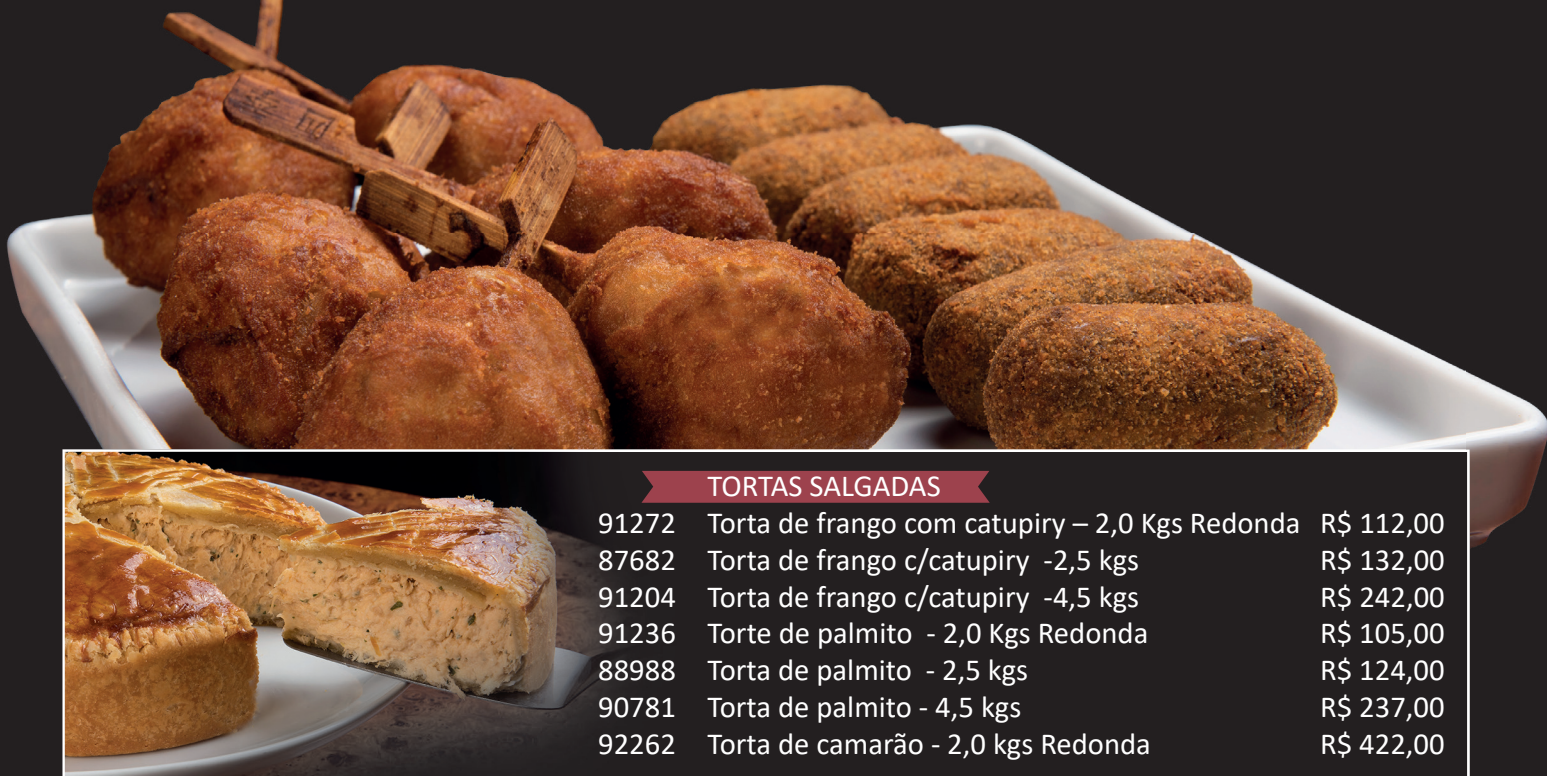 TORTAS SALGADAS
91272 Torta de frango com catupiry – 2,0 Kgs Redonda R$ 112,00
87682 Torta de frango c/catupiry -2,5 kgs R$ 132,00
91204 Torta de frango c/catupiry -4,5 kgs R$ 242,00
91236 Torte de palmito - 2,0 Kgs Redonda R$ 105,00
88988 Torta de palmito - 2,5 kgs R$ 124,00
90781 Torta de palmito - 4,5 kgs R$ 237,00
92262 Torta de camarão - 2,0 kgs Redonda R$ 422,00